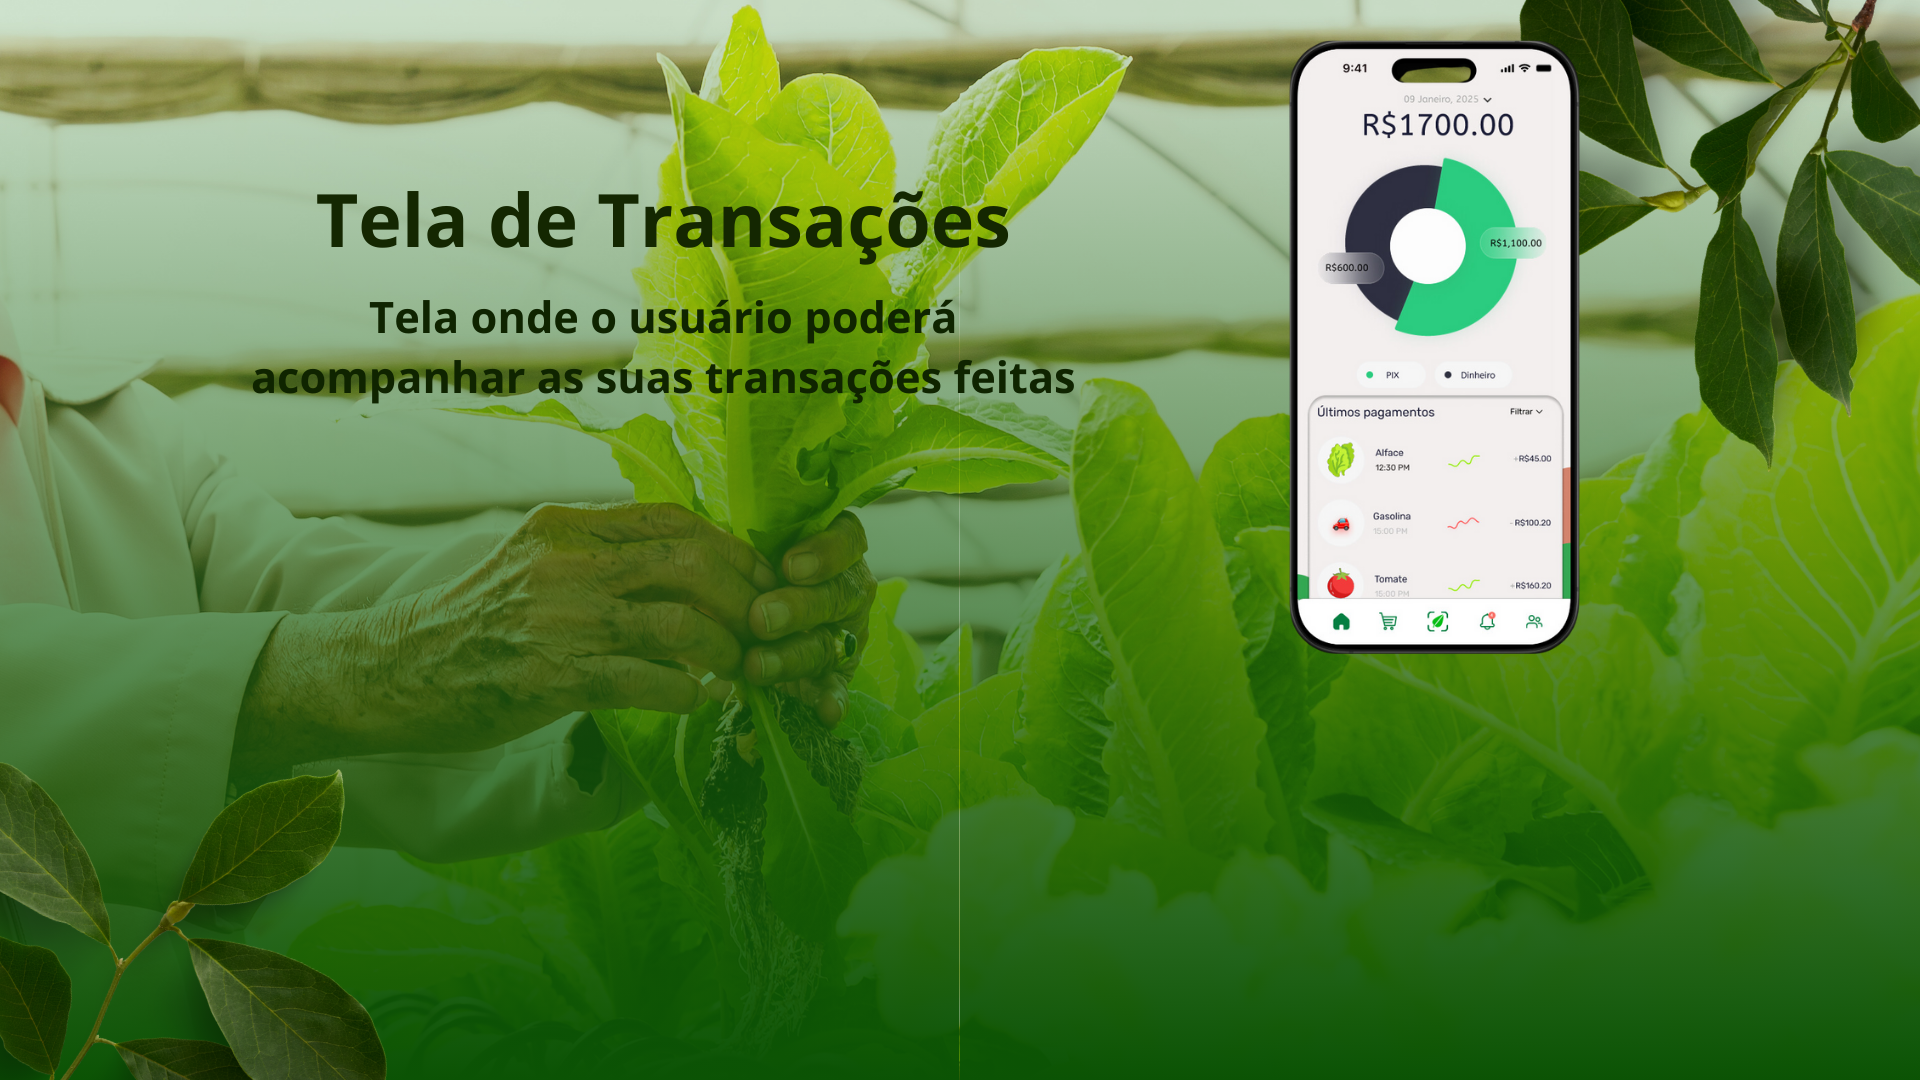 Tela de Transações
Tela onde o usuário poderá
acompanhar as suas transações feitas
9:41
09 Janeiro, 2025
R$1700.00
R$1,100.00
R$600.00
PIX
Dinheiro
Últimos pagamentos
Filtrar
Alface
12:30 PM
+R$45.00
Gasolina
15:00 PM
- R$100.20
Tomate
16:00 PM
+R$160.20